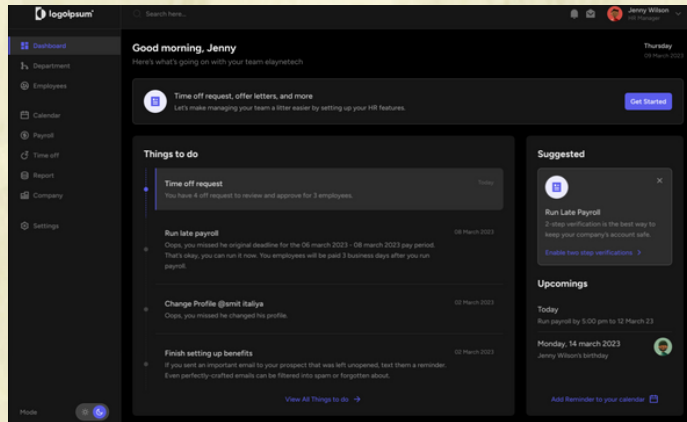 logoipsum
Search here...
Jenny Wilson
HR Manager
Dashboard
Department
Employees
Calendar
Payroll
Time off
Report
Company
Settings
Mode
Good morning, Jenny
Here's what's going on with your team elaynetech
Thursday
09 March 2023
Time off request, offer letters, and more
Let's make managing your team a litter easier by setting up your HR features.
Get Started
Things to do
Time off request
Today
You have 4 off request to review and approve for 3 employees.
Run late payroll
08 March 2023
Oops, you missed he original deadline for the 06 march 2023 - 08 march 2023 pay period.
That's okay, you can run it now. You employees will be paid 3 business days after you run
payroll.
Change Profile @smit italiya
02 March 2023
Oops, you missed he changed his profile.
Finish setting up benefits
02 March 2023
If you sent an important email to your prospect that was left unopened, text them a reminder.
Even perfectly-crafted emails can be filtered into spam or forgotten about.
View All Things to do
Suggested
Run Late Payroll
2-step verification is the best way to
keep your company's account safe.
Enable two step verifications
Upcomings
Today
Run payroll by 5:00 pm to 12 March 23
Monday, 14 march 2023
Jenny Wilson's birthday
Add Reminder to your calendar